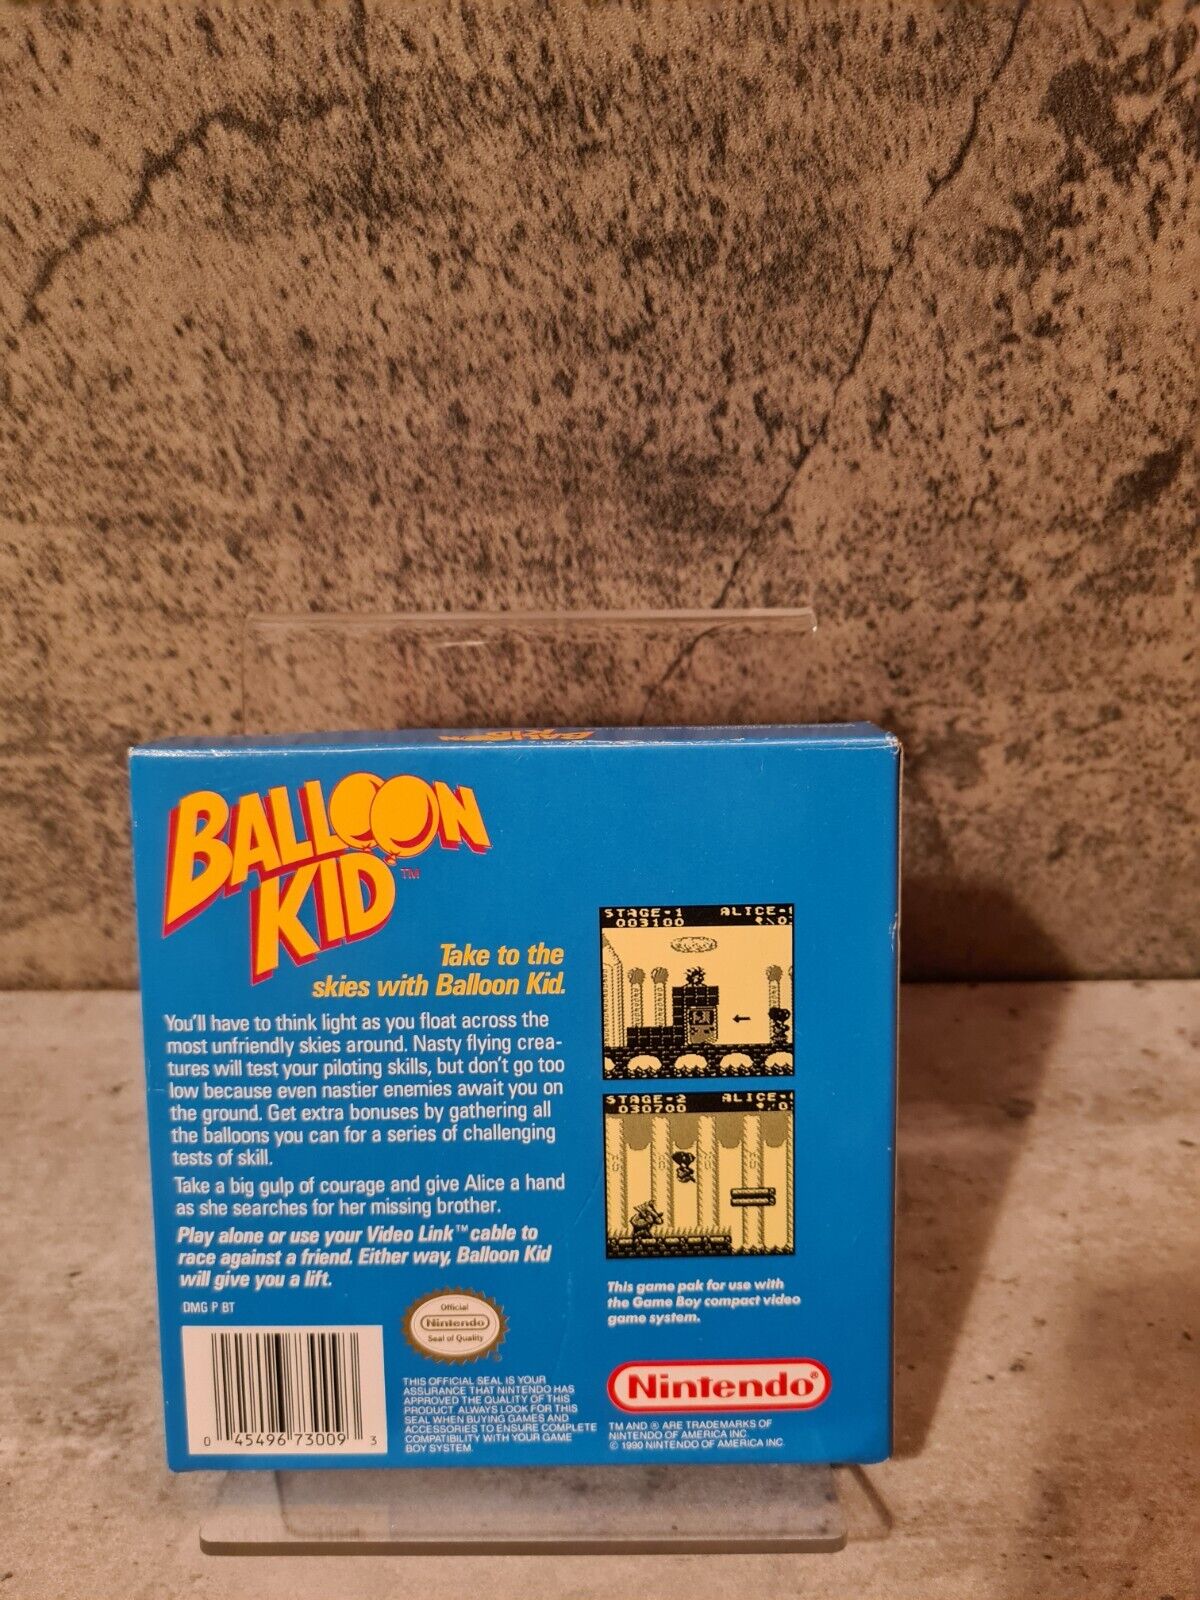 BALLOON
KID
BALLOON
KID™
Take to the
skies with Balloon Kid.
You'll have to think light as you float across the
most unfriendly skies around. Nasty flying crea-
tures will test your piloting skills, but don't go too
low because even nastier enemies await you on
the ground. Get extra bonuses by gathering all
the balloons you can for a series of challenging
tests of skill.
Take a big gulp of courage and give Alice a hand
as she searches for her missing brother.
Play alone or use your Video Link™ cable to
race against a friend. Either way, Balloon Kid
will give you a lift.
DMG P BT
0 45496 73009 3
Official
Nintendo
Seal of Quality
THIS OFFICIAL SEAL IS YOUR
ASSURANCE THAT NINTENDO HAS
APPROVED THE QUALITY OF THIS
PRODUCT. ALWAYS LOOK FOR THIS
SEAL WHEN BUYING GAMES AND
ACCESSORIES TO ENSURE COMPLETE
COMPATIBILITY WITH YOUR GAME
BOY SYSTEM.
STAGE-1 ALICE-
003100 0
STAGE-2 ALICE-
030700 0
This game pak for use with
the Game Boy compact video
game system.
Nintendo®
TM AND ® ARE TRADEMARKS OF
NINTENDO OF AMERICA INC.
© 1990 NINTENDO OF AMERICA INC.